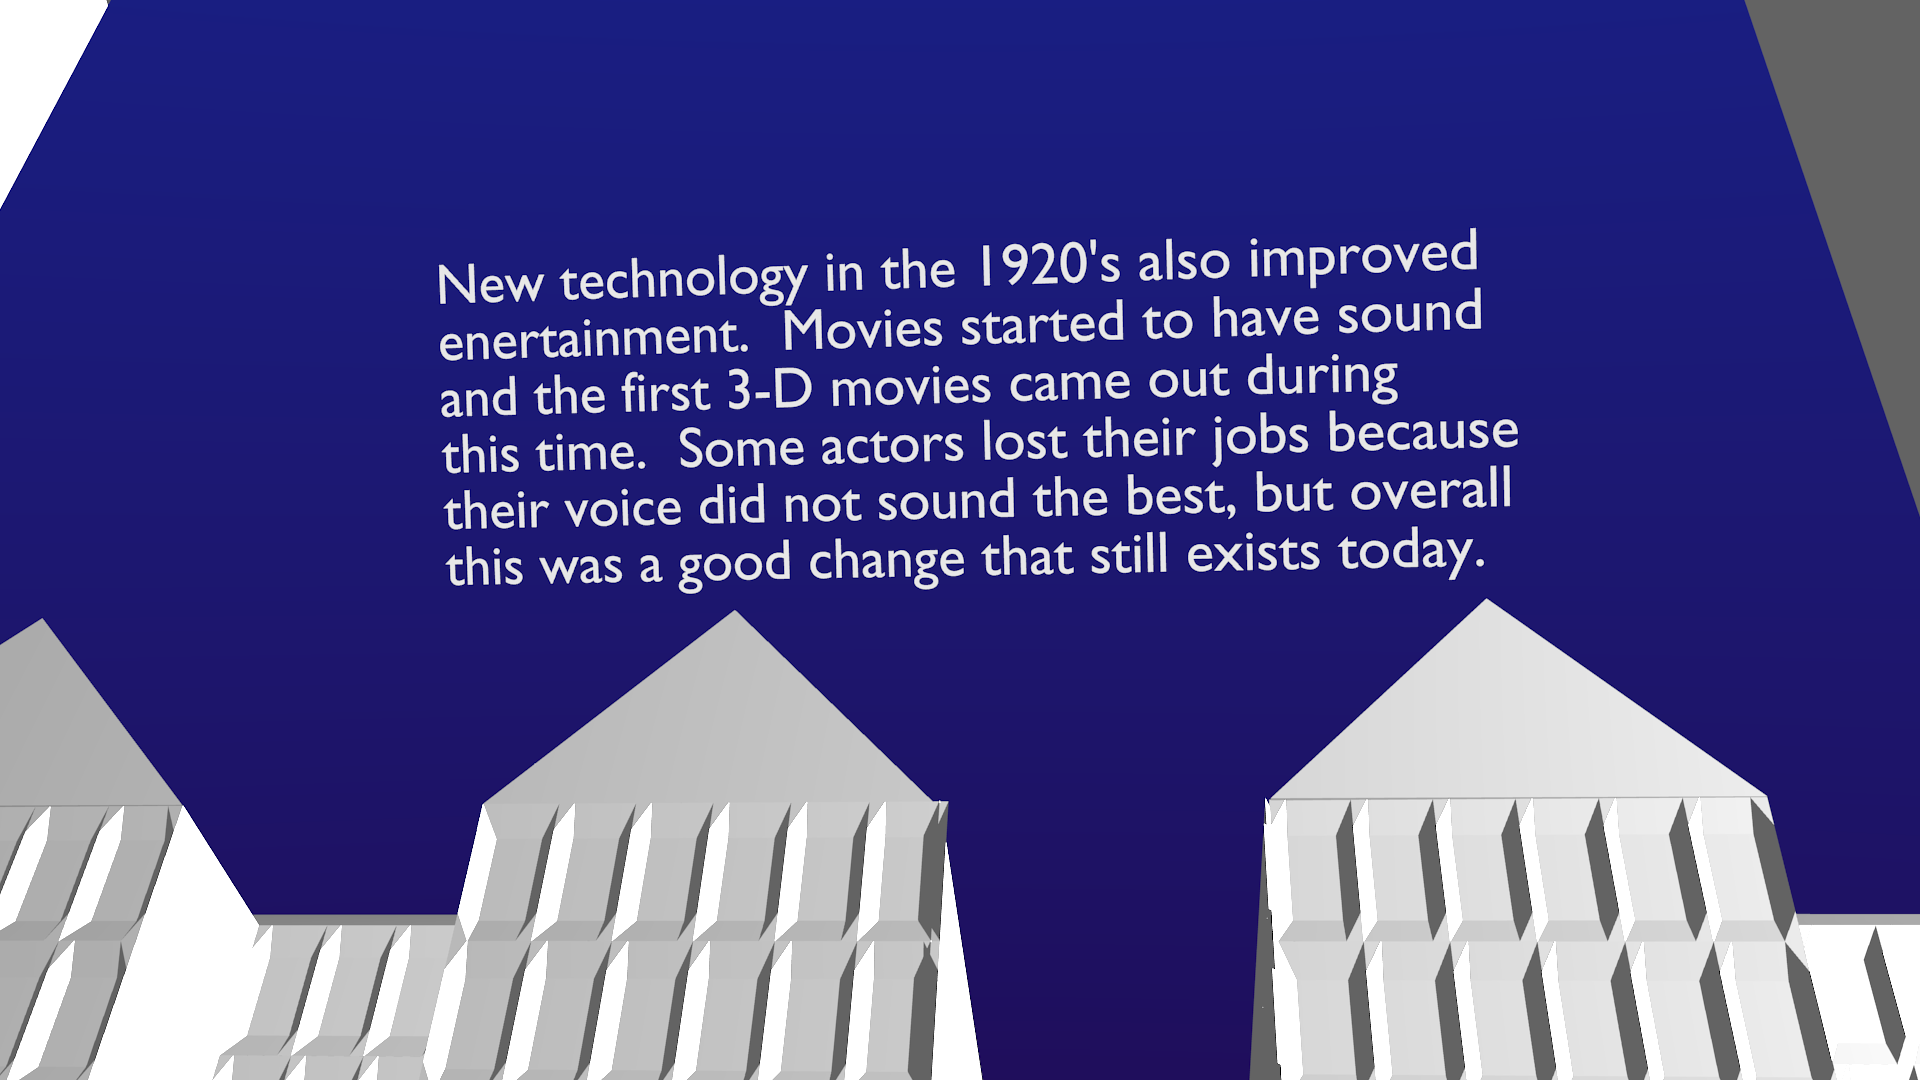 New technology in the 1920's also improved
enertainment.  Movies started to have sound
and the first 3-D movies came out during
this time.  Some actors lost their jobs because
their voice did not sound the best, but overall
this was a good change that still exists today.